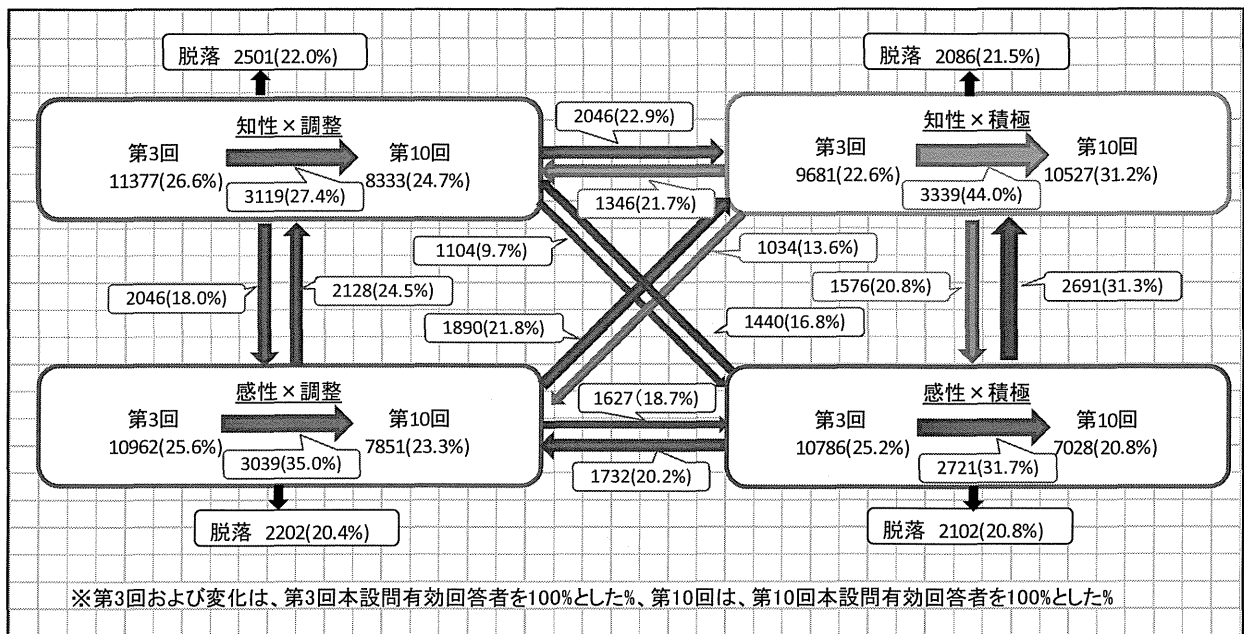 脱落 2501(22.0%)
脱落 2086(21.5%)
知性×調整
第3回
第10回
11377(26.6%)
8333(24.7%)
3119(27.4%)
2046(22.9%)
1346(21.7%)
知性×積極
第3回
第10回
9681(22.6%)
10527(31.2%)
3339(44.0%)
1104(9.7%)
1034(13.6%)
2046(18.0%)
2128(24.5%)
1576(20.8%)
2691(31.3%)
1890(21.8%)
1440(16.8%)
感性×調整
第3回
第10回
10962(25.6%)
7851(23.3%)
3039(35.0%)
1627(18.7%)
1732(20.2%)
感性×積極
第3回
第10回
10786(25.2%)
7028(20.8%)
2721(31.7%)
脱落 2202(20.4%)
脱落 2102(20.8%)
※第3回および変化は、第3回本設問有効回答者を100%とした%、第10回は、第10回本設問有効回答者を100%とした%